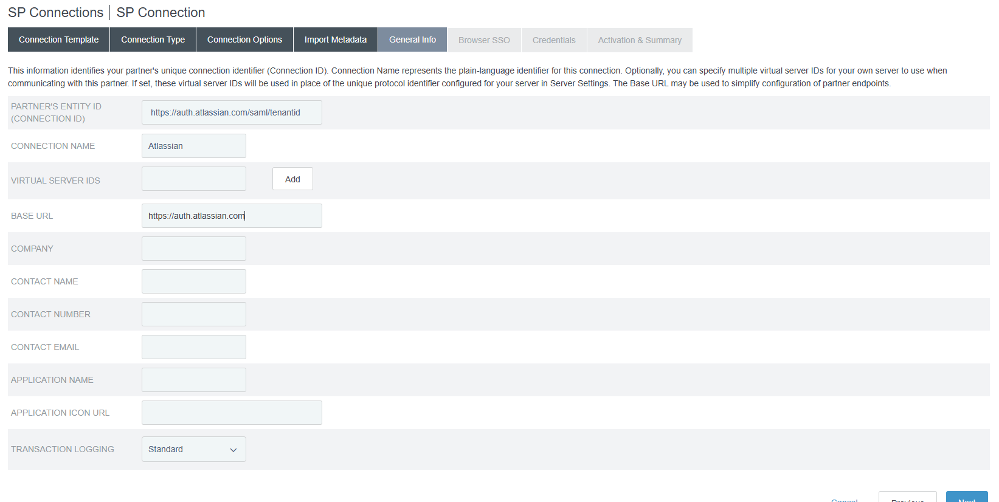 SP Connections | SP Connection
Connection Template Connection Type Connection Options Import Metadata General Info Browser SSO Credentials Activation & Summary
This information identifies your partner's unique connection identifier (Connection ID). Connection Name represents the plain-language identifier for this connection. Optionally, you can specify multiple virtual server IDs for your own server to use when
communicating with this partner. If set, these virtual server IDs will be used in place of the unique protocol identifier configured for your server in Server Settings. The Base URL may be used to simplify configuration of partner endpoints.
PARTNER'S ENTITY ID
(CONNECTION ID)
https://auth.atlassian.com/saml/tenantid
CONNECTION NAME Atlassian
VIRTUAL SERVER IDS Add
BASE URL https://auth.atlassian.com
COMPANY
CONTACT NAME
CONTACT NUMBER
CONTACT EMAIL
APPLICATION NAME
APPLICATION ICON URL
TRANSACTION LOGGING Standard
Cancel Previous Next